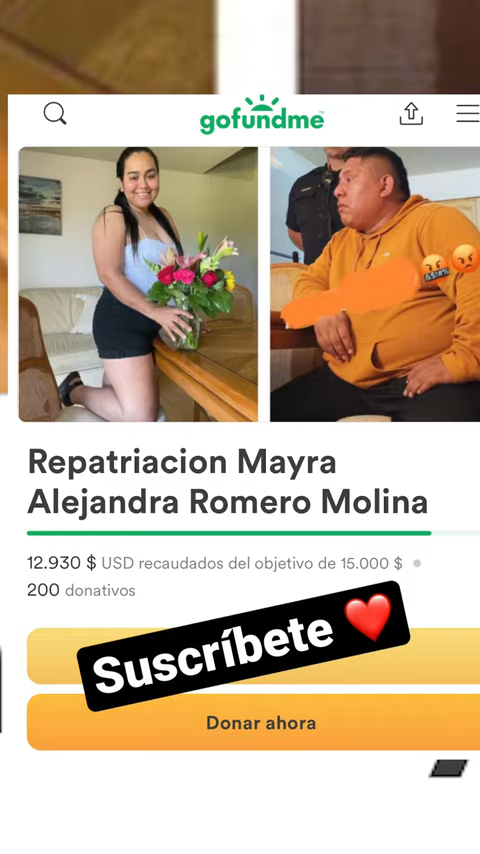 gofundme
Repatriacion Mayra
Alejandra Romero Molina
12.930 $ USD recaudados del objetivo de 15.000 $
200 donativos
Suscríbete ❤️
Donar ahora